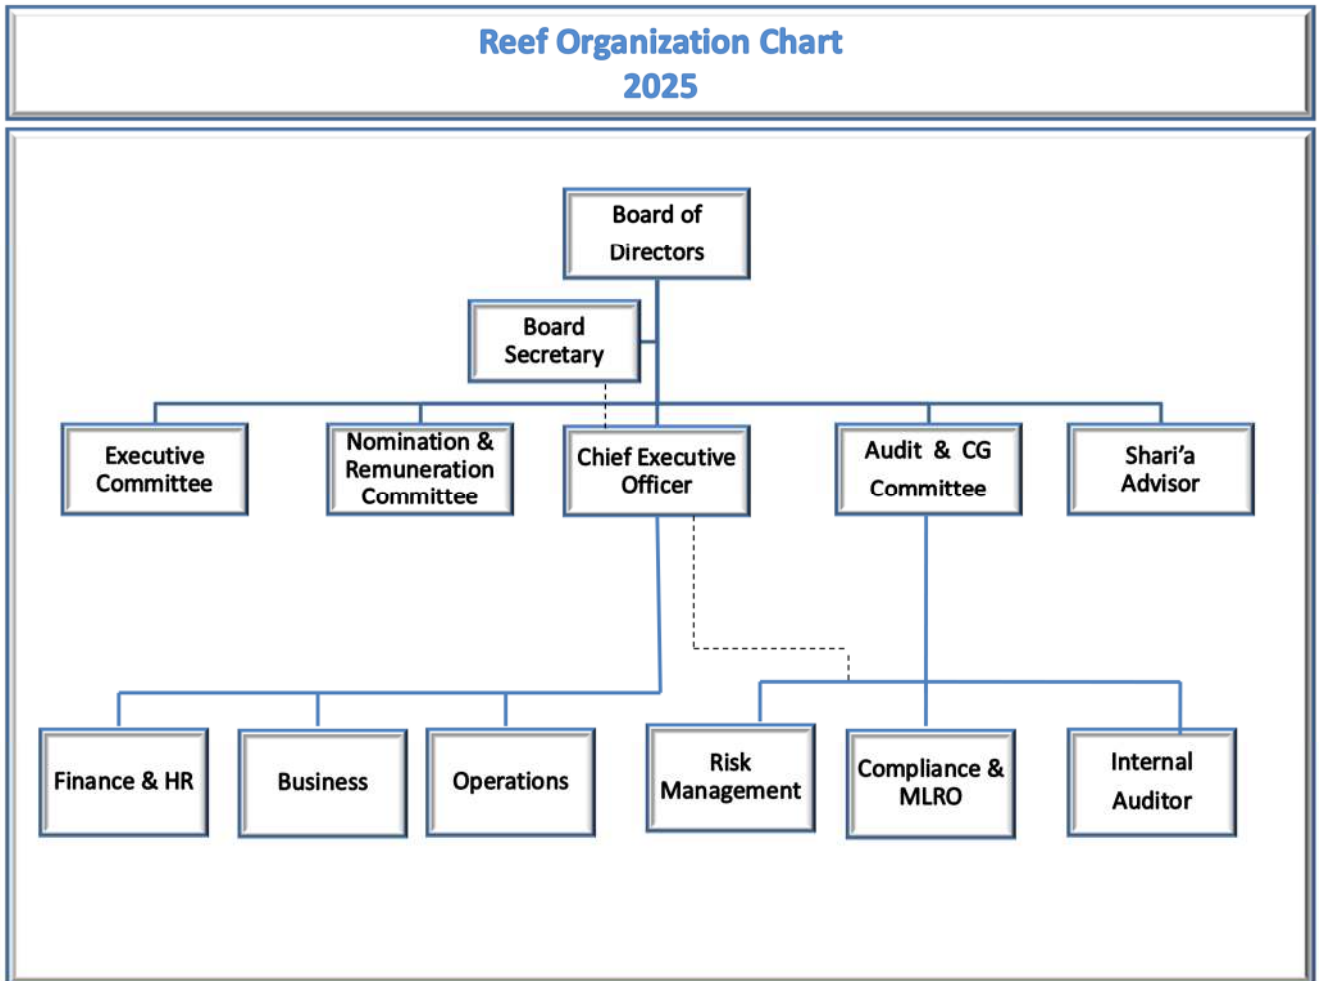 Reef Organization Chart
2025
Board of
Directors
Board
Secretary
Executive
Committee
Nomination &
Remuneration
Committee
Chief Executive
Officer
Audit & CG
Committee
Shari’a
Advisor
Finance & HR
Business
Operations
Risk
Management
Compliance &
MLRO
Internal
Auditor